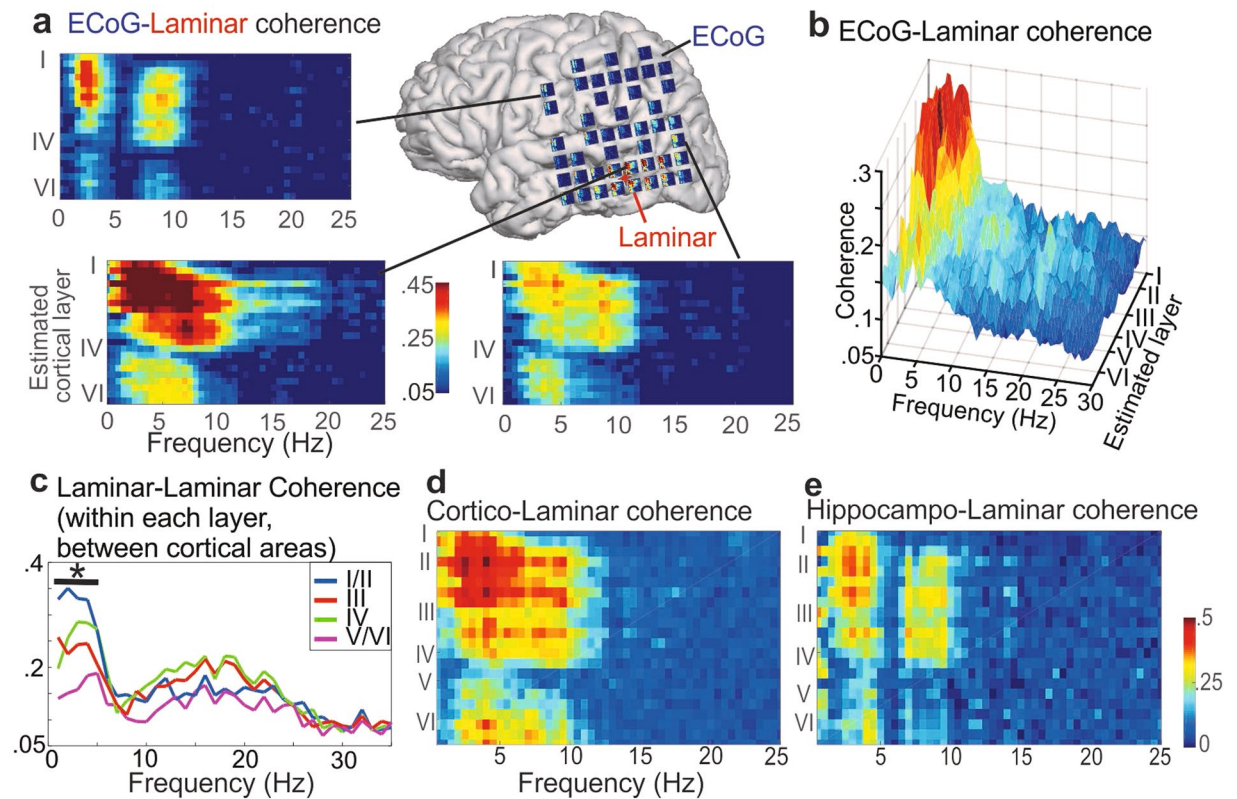 a ECoG-Laminar coherence
I
IV
VI
0 5 10 15 20 25
ECoG
Laminar
Estimated
cortical layer
I
IV
VI
0 5 10 15 20 25
Frequency (Hz)
.45
.25
.05
I
IV
VI
0 5 10 15 20 25
b ECoG-Laminar coherence
Coherence
.3
.2
.1
.05
0 5 10 15 20 25 30
Frequency (Hz)
I
II
III
IV
V
VI
Estimated layer
c Laminar-Laminar Coherence
(within each layer,
between cortical areas)
.4
.2
.05
*
I/II
III
IV
V/VI
10 20 30
Frequency (Hz)
d
Cortico-Laminar coherence
I
II
III
IV
V
VI
5 10 15 20 25
Frequency (Hz)
e
Hippocampo-Laminar coherence
I
II
III
IV
V
VI
5 10 15 20 25
.5
.25
0